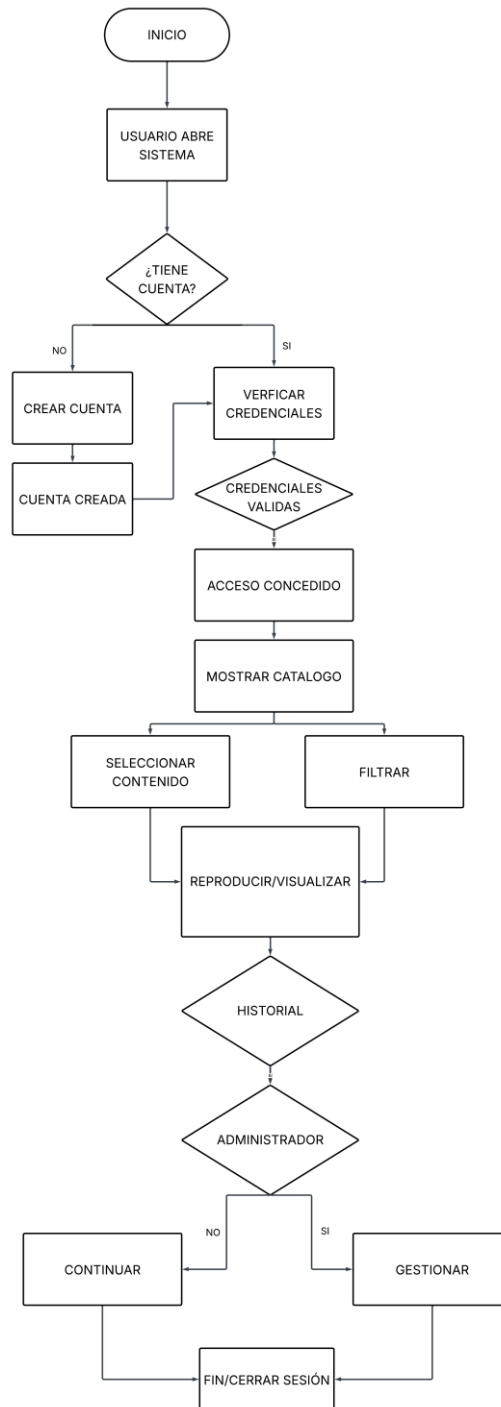 INICIO
USUARIO ABRE
SISTEMA
¿TIENE
CUENTA?
NO
SI
CREAR CUENTA
VERFICAR
CREDENCIALES
CUENTA CREADA
CREDENCIALES
VALIDAS
ACCESO CONCEDIDO
MOSTRAR CATALOGO
SELECCIONAR
CONTENIDO
FILTRAR
REPRODUCIR/VISUALIZAR
HISTORIAL
ADMINISTRADOR
NO
SI
CONTINUAR
GESTIONAR
FIN/CERRAR SESIÓN